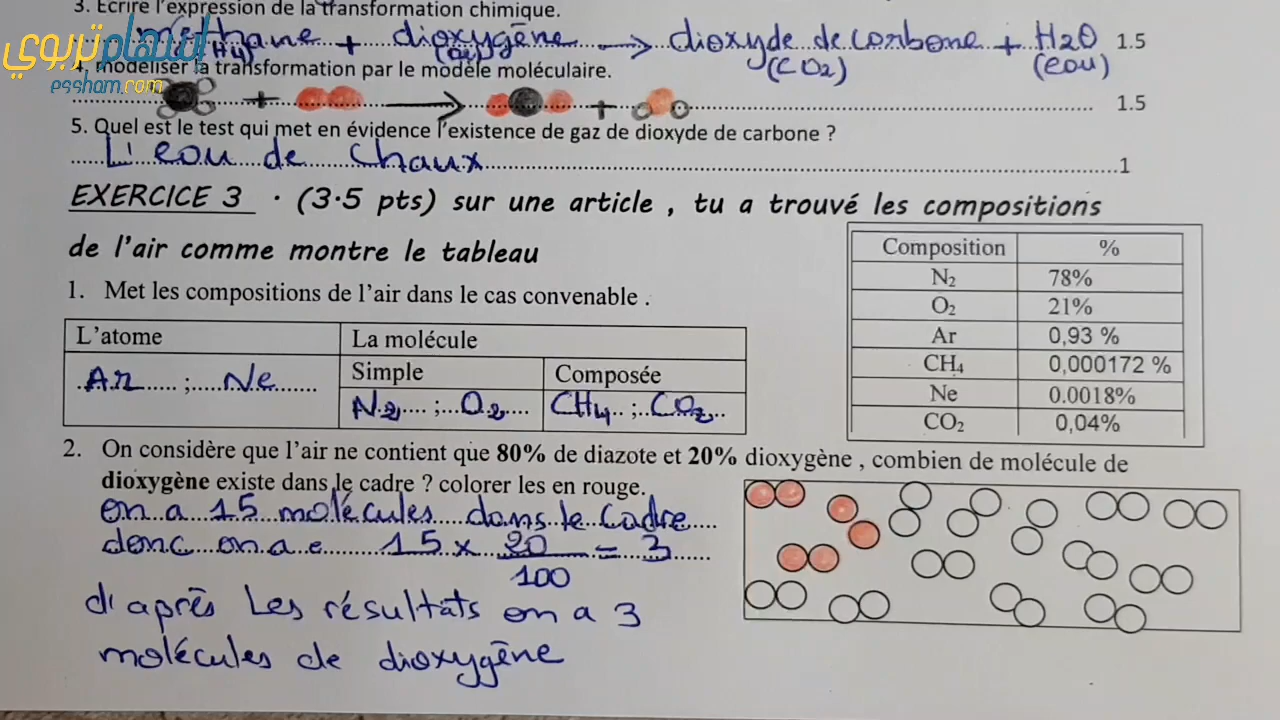 3. Ecrire l'expression de la transformation chimique.
methane + dioxygène → dioxyde de carbone + H2O 1.5
(CH4) (O2) (CO2) (eau)
إسهام تربوي
essham.com
4. modéliser la transformation par le modèle moléculaire.
+ → + 1.5
5. Quel est le test qui met en évidence l'existence de gaz de dioxyde de carbone ?
L'eau de chaux 1
EXERCICE 3 . (3.5 pts) sur une article , tu a trouvé les compositions
de l'air comme montre le tableau
Composition %
N2 78%
O2 21%
Ar 0,93 %
CH4 0,000172 %
Ne 0.0018%
CO2 0,04%
1. Met les compositions de l'air dans le cas convenable .
L'atome La molécule
Simple Composée
Ar ; Ne N2 ; O2 CH4 ; CO2
2. On considère que l'air ne contient que 80% de diazote et 20% dioxygène , combien de molécule de
dioxygène existe dans le cadre ? colorer les en rouge.
on a 15 molécules dans le cadre
donc on a e 15 × 20/100 = 3
d'après les résultats on a 3
molécules de dioxygène